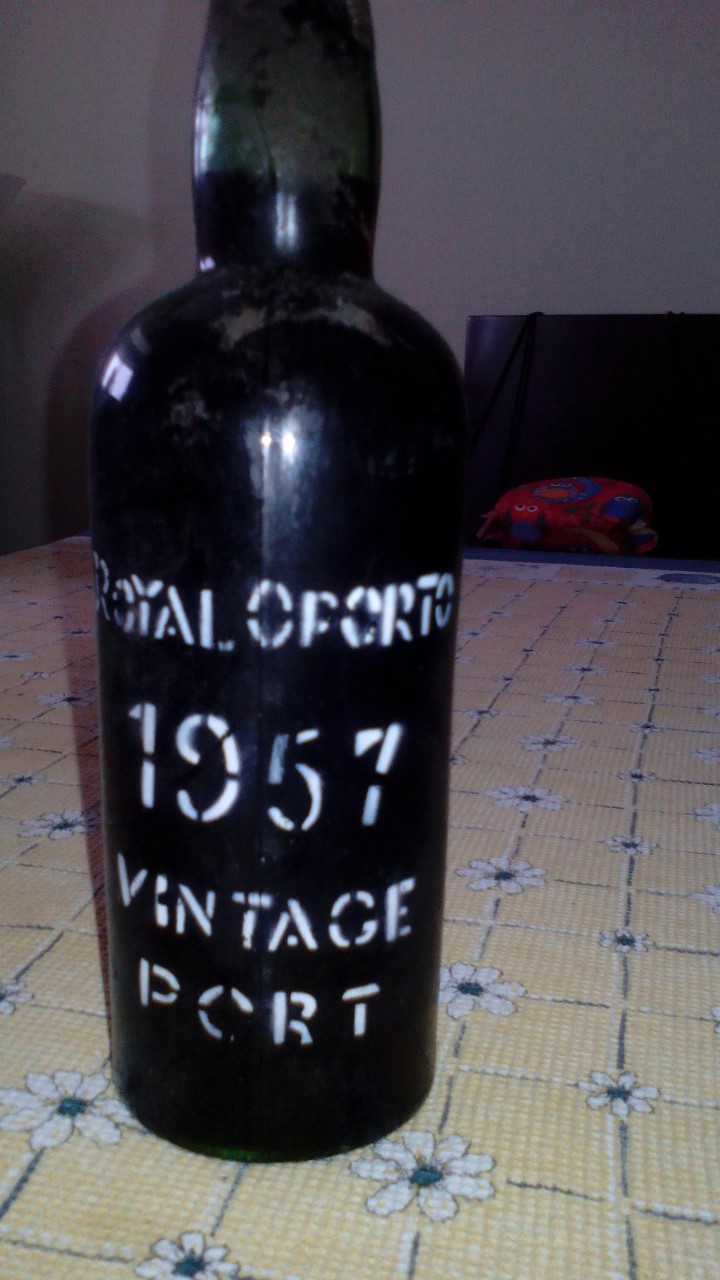 ROYAL OPORTO
1957
VINTAGE
PORT